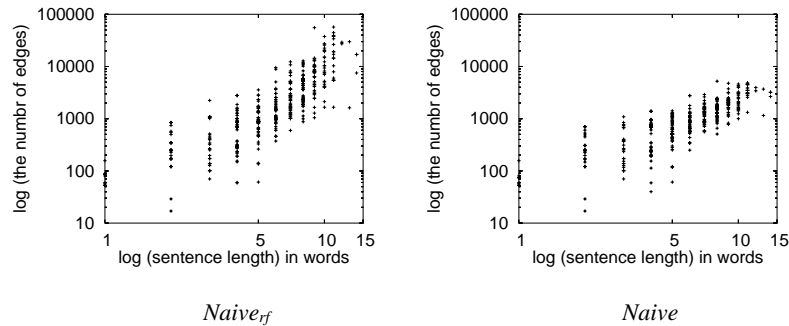 100000
10000
1000
100
10
log (the numbr of edges)
1 5 10 15
log (sentence length) in words
Naive_rf
100000
10000
1000
100
10
log (the numbr of edges)
1 5 10 15
log (sentence length) in words
Naive